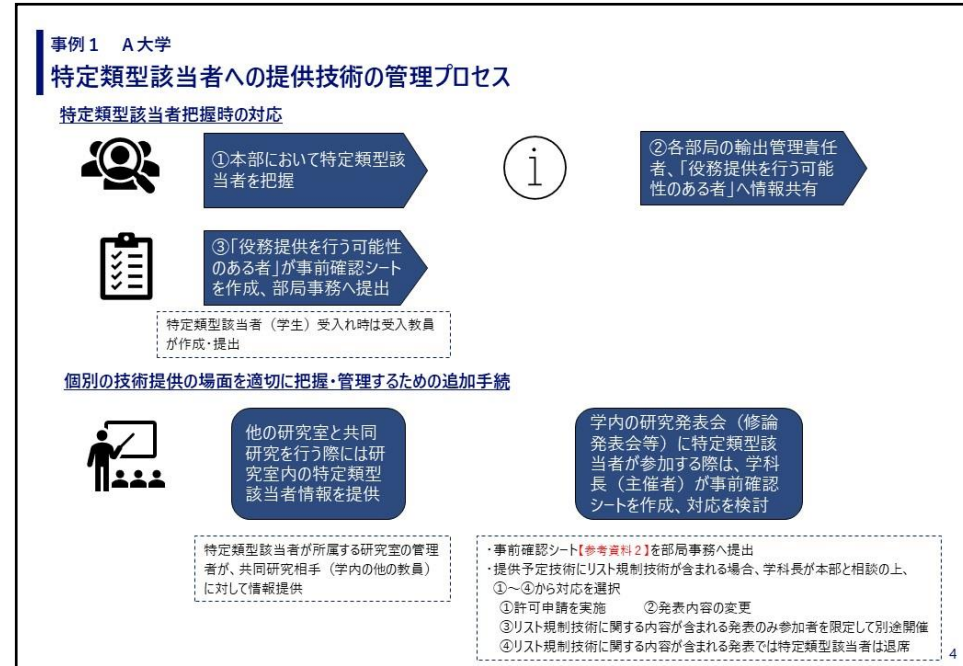 事例1　A大学
特定類型該当者への提供技術の管理プロセス
特定類型該当者把握時の対応
①本部において特定類型該
当者を把握
i
②各部局の輸出管理責任
者、「役務提供を行う可能
性のある者」へ情報共有
③「役務提供を行う可能性
のある者」が事前確認シート
を作成、部局事務へ提出
特定類型該当者（学生）受入れ時は受入教員
が作成・提出
個別の技術提供の場面を適切に把握・管理するための追加手続
他の研究室と共同
研究を行う際には研
究室内の特定類型
該当者情報を提供
学内の研究発表会（修論
発表会等）に特定類型該
当者が参加する際は、学科
長（主催者）が事前確認
シートを作成、対応を検討
特定類型該当者が所属する研究室の管理
者が、共同研究相手（学内の他の教員）
に対して情報提供
・事前確認シート【参考資料２】を部局事務へ提出
・提供予定技術にリスト規制技術が含まれる場合、学科長が本部と相談の上、
①～④から対応を選択
①許可申請を実施　　②発表内容の変更
③リスト規制技術に関する内容が含まれる発表のみ参加者を限定して別途開催
④リスト規制技術に関する内容が含まれる発表では特定類型該当者は退席
4